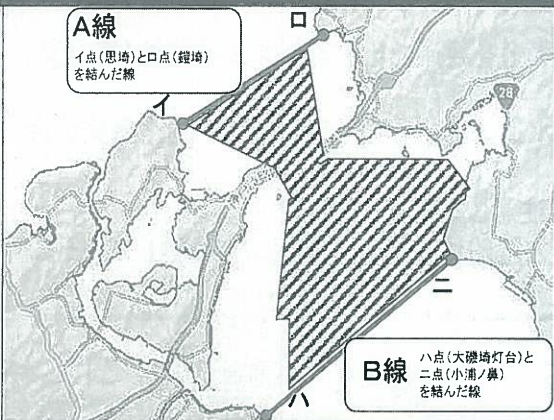 A線
イ点(思埼)とロ点(鎧埼)
を結んだ線
イ
ロ
28
ニ
ハ
B線
ハ点(大磯埼灯台)と
ニ点(小浦ノ鼻)
を結んだ線